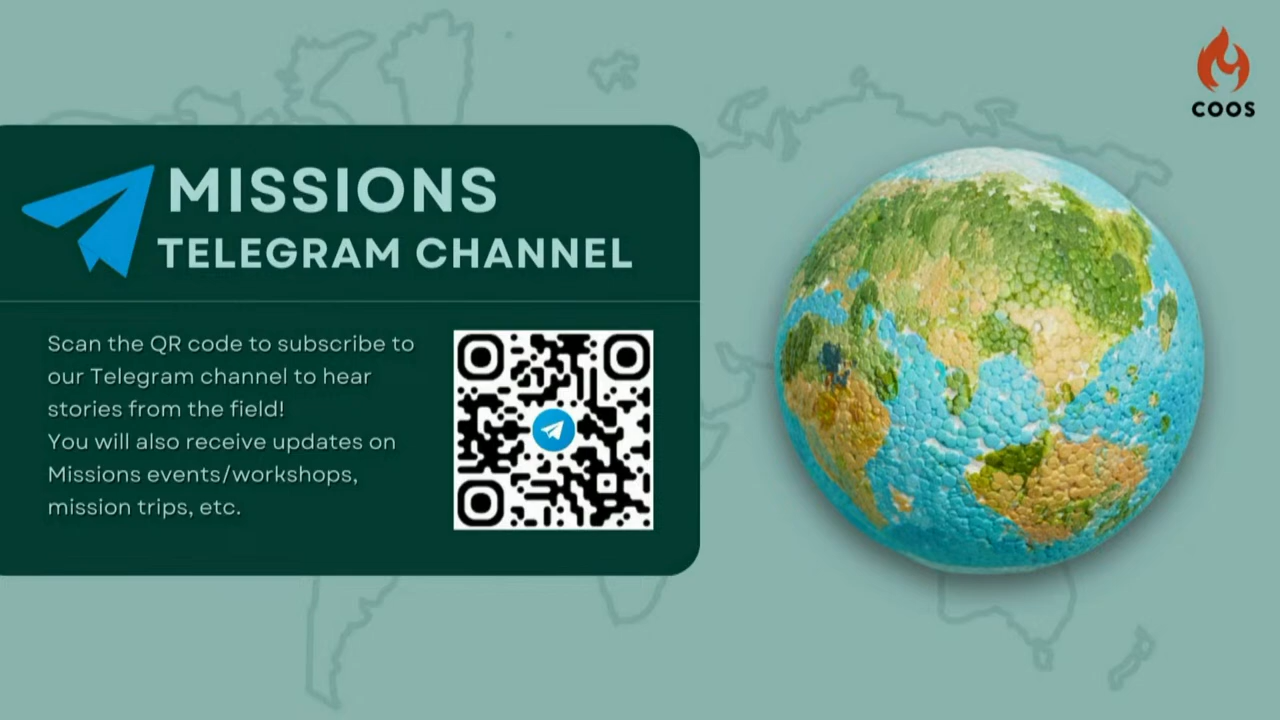 COOS
MISSIONS
TELEGRAM CHANNEL
Scan the QR code to subscribe to
our Telegram channel to hear
stories from the field!
You will also receive updates on
Missions events/workshops,
mission trips, etc.